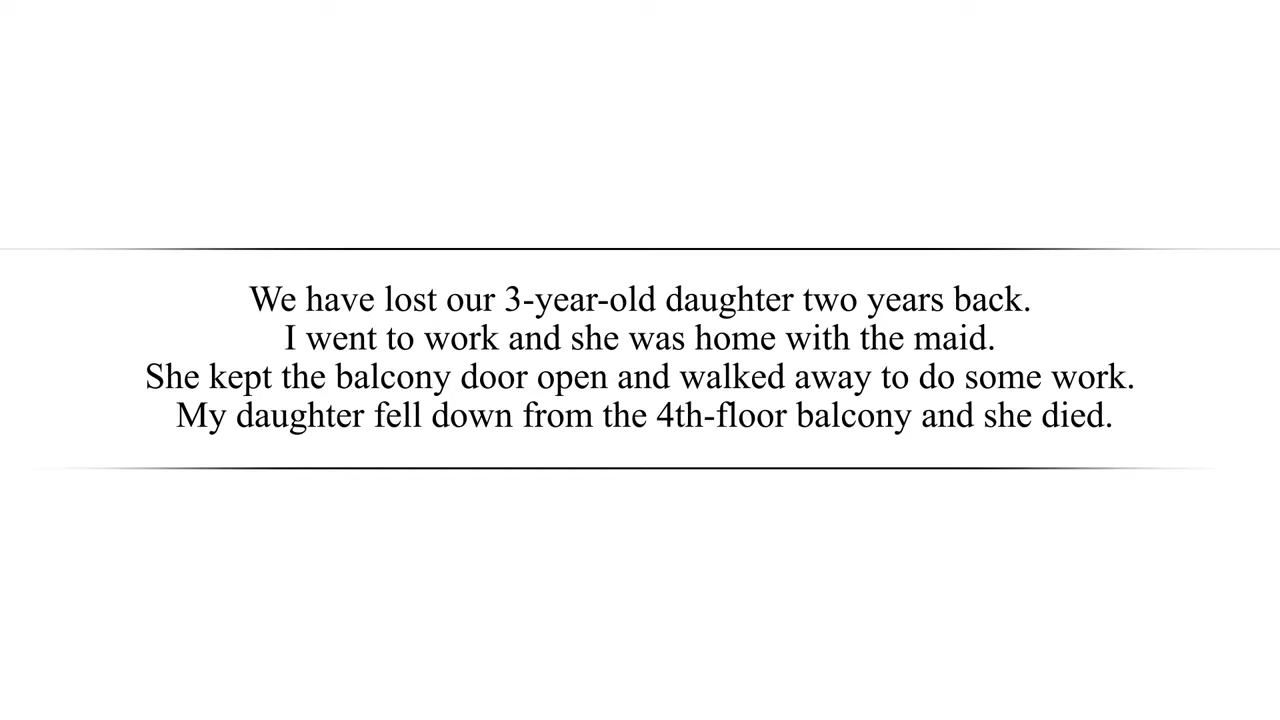 We have lost our 3-year-old daughter two years back.
I went to work and she was home with the maid.
She kept the balcony door open and walked away to do some work.
My daughter fell down from the 4th-floor balcony and she died.